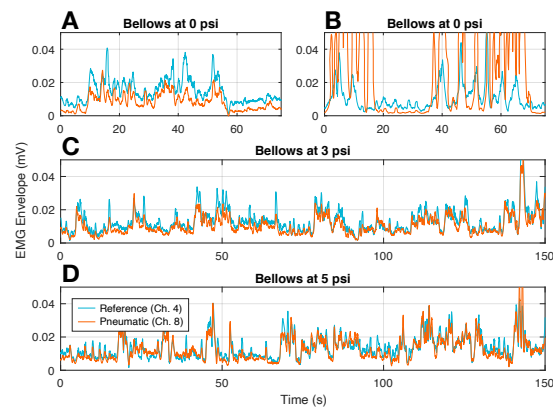 A
Bellows at 0 psi
B
Bellows at 0 psi
0.04
0.02
0
0 20 40 60
0.04
0.02
0
0 20 40 60
C
Bellows at 3 psi
EMG Envelope (mV)
0.04
0.02
0
0 50 100 150
D
Bellows at 5 psi
Reference (Ch. 4)
Pneumatic (Ch. 8)
0.04
0.02
0
0 50 100 150
Time (s)